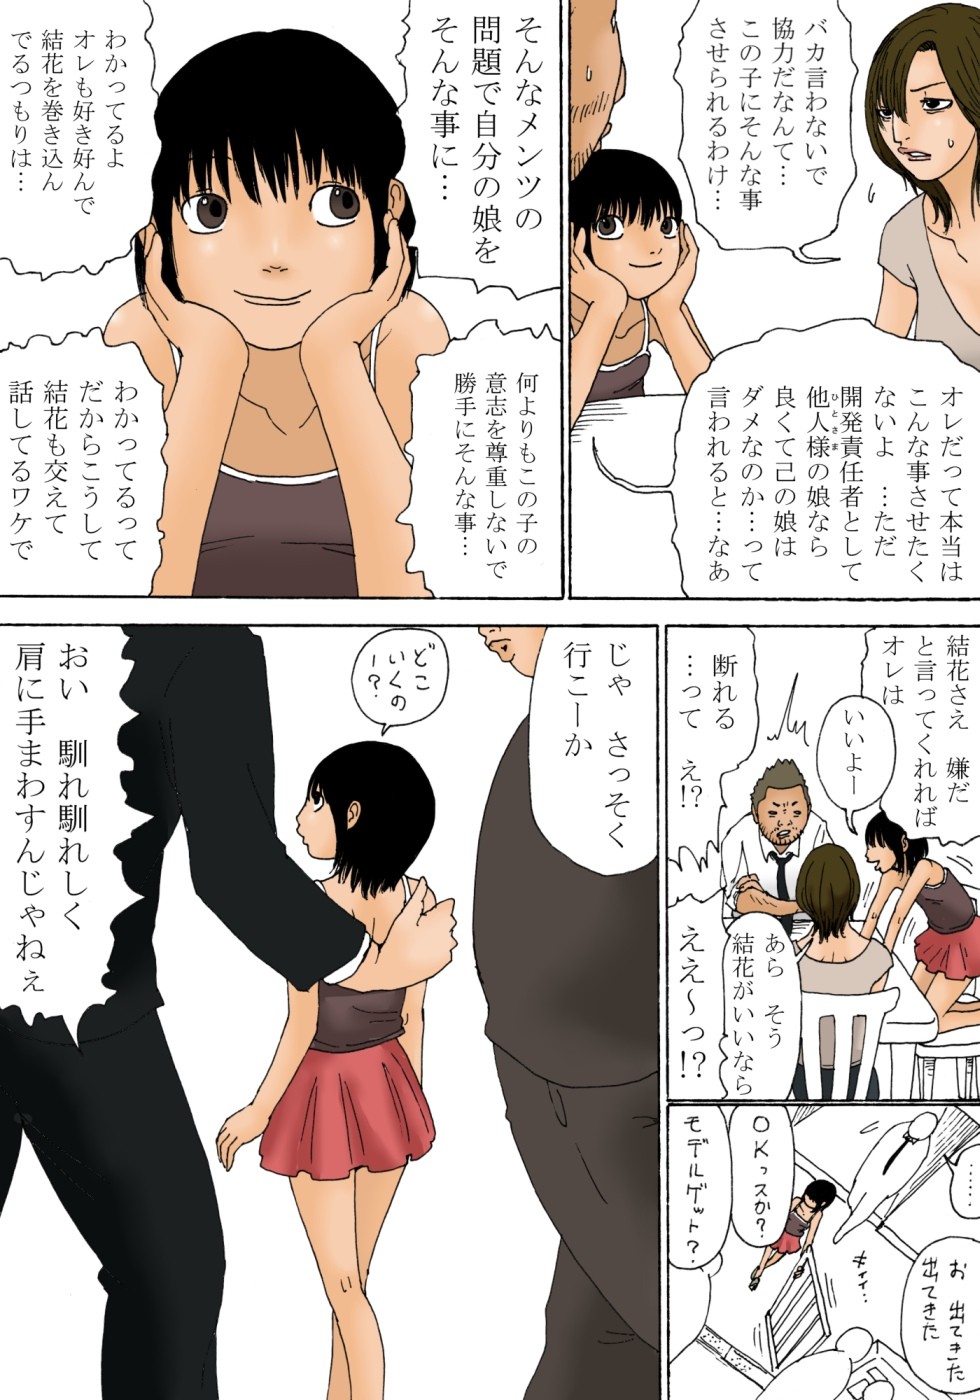 バカ言わないで
協力だなんて…
この子にそんな事
させられるわけ…
オレだって本当は
こんな事させたく
ないよ　…ただ
開発責任者として
他人様の娘なら
ひとさま
良くて己の娘は
ダメなのか…って
言われると…なあ
そんなメンツの
問題で自分の娘を
そんな事に…
わかってるよ
オレも好き好んで
結花を巻き込ん
でるつもりは…
何よりもこの子の
意志を尊重しないで
勝手にそんな事…
わかってるって
だからこうして
結花も交えて
話してるワケで
結花さえ　嫌だ
と言ってくれれば
オレは
いいよー
断れる
…って　え!?
あら　そう
結花がいいなら
ええ～っ!?
……
お　出てきた
出てきた
キィィ…
OKっスか？
モデルゲット？
じゃ　さっそく
行こーか
どこ
いくの
ー？
おい　馴れ馴れしく
肩に手まわすんじゃねぇ